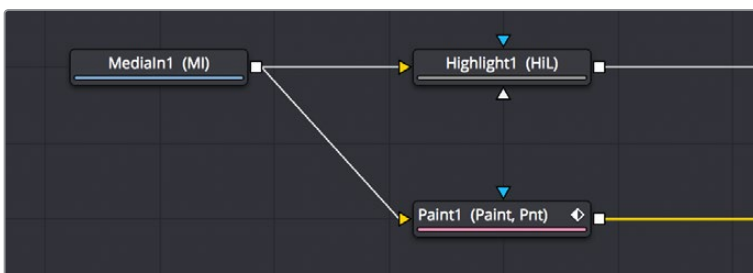 MediaIn1 (MI)
Highlight1 (HiL)
Paint1 (Paint, Pnt)